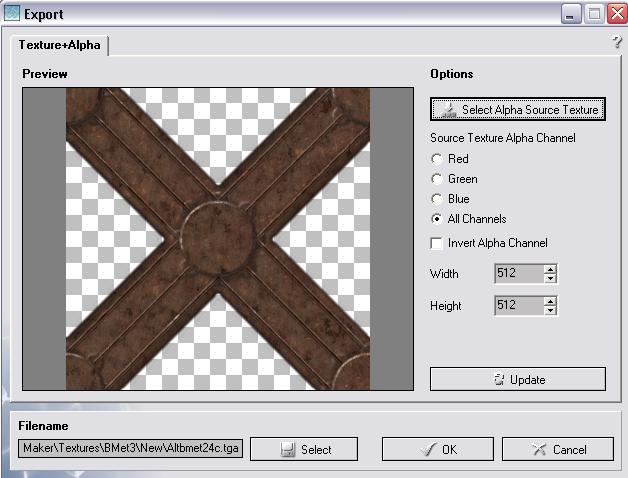 Export
Texture+Alpha
?
Preview
Options
Select Alpha Source Texture
Source Texture Alpha Channel
Red
Green
Blue
All Channels
Invert Alpha Channel
Width 512
Height 512
Update
Filename
Maker\Textures\BMet3\New\Altbmet24c.tga
Select
OK
Cancel